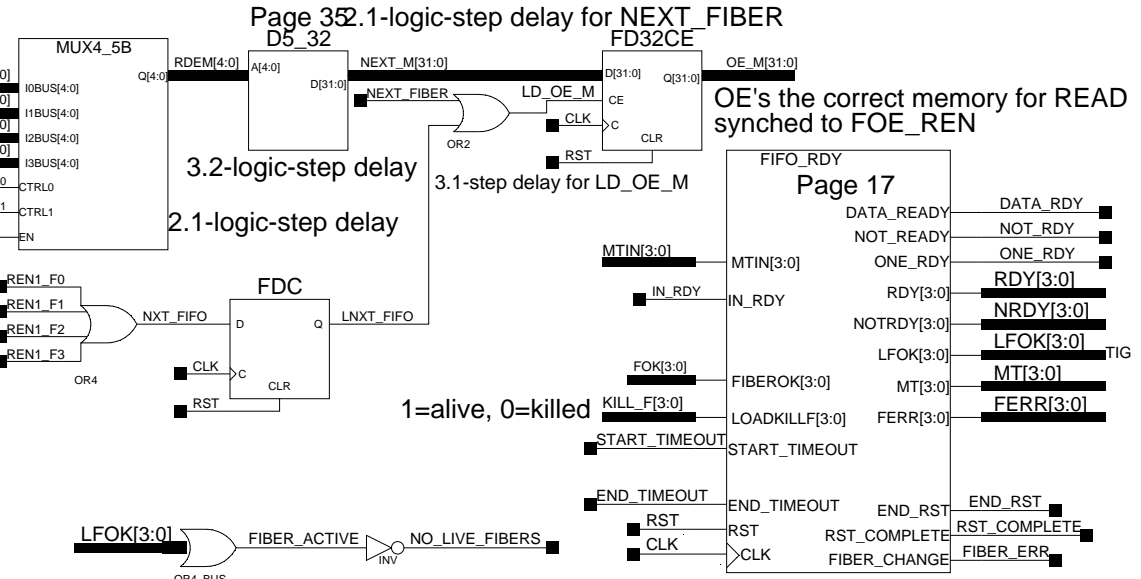 Page 35
2.1-logic-step delay for NEXT_FIBER
MUX4_5B
D5_32
FD32CE
RDEM[4:0]
NEXT_M[31:0]
OE_M[31:0]
Q[4:0]
A[4:0]
D[31:0]
D[31:0]
Q[31:0]
0]
I0BUS[4:0]
0]
I1BUS[4:0]
0]
I2BUS[4:0]
0]
I3BUS[4:0]
0
CTRL0
1
CTRL1
EN
NEXT_FIBER
LD_OE_M
CE
CLK
C
CLR
OR2
RST
OE's the correct memory for READ
synched to FOE_REN
3.2-logic-step delay
3.1-step delay for LD_OE_M
2.1-logic-step delay
FIFO_RDY
Page 17
DATA_READY
DATA_RDY
NOT_READY
NOT_RDY
ONE_RDY
ONE_RDY
MTIN[3:0]
MTIN[3:0]
RDY[3:0]
RDY[3:0]
IN_RDY
IN_RDY
NOTRDY[3:0]
NRDY[3:0]
LFOK[3:0]
LFOK[3:0]
TIG
FOK[3:0]
FIBEROK[3:0]
MT[3:0]
MT[3:0]
1=alive, 0=killed
KILL_F[3:0]
LOADKILLF[3:0]
FERR[3:0]
FERR[3:0]
START_TIMEOUT
START_TIMEOUT
END_TIMEOUT
END_TIMEOUT
END_RST
END_RST
RST
RST
RST_COMPLETE
RST_COMPLETE
CLK
CLK
FIBER_CHANGE
FIBER_ERR
REN1_F0
REN1_F1
REN1_F2
REN1_F3
OR4
NXT_FIFO
FDC
D
Q
LNXT_FIFO
CLK
C
CLR
RST
LFOK[3:0]
FIBER_ACTIVE
INV
NO_LIVE_FIBERS
OR4_BUS